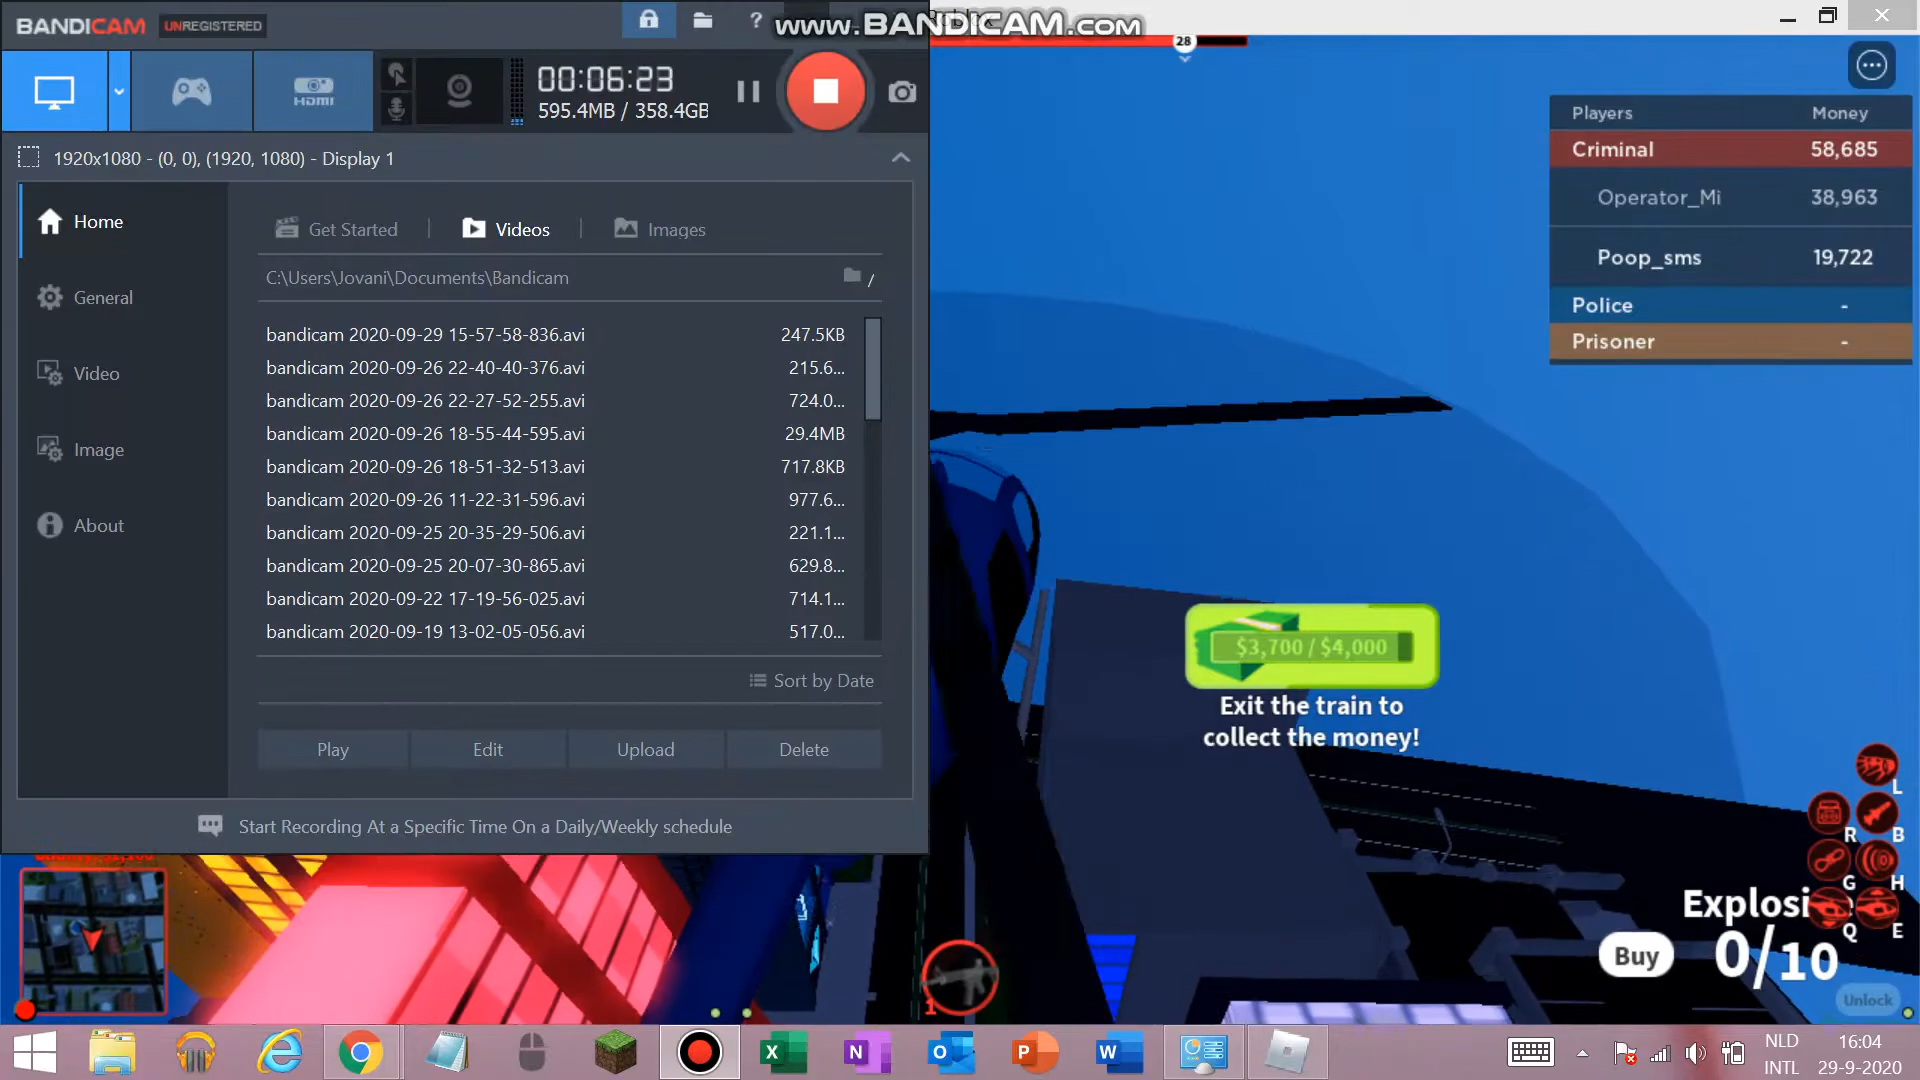 BANDICAM UNREGISTERED
?
www.BANDICAM.com
28
HDMI
00:06:23
595.4MB / 358.4GB
1920x1080 - (0, 0), (1920, 1080) - Display 1
Home
General
Video
Image
About
Get Started
Videos
Images
C:\Users\Jovani\Documents\Bandicam
/
bandicam 2020-09-29 15-57-58-836.avi 247.5KB
bandicam 2020-09-26 22-40-40-376.avi 215.6...
bandicam 2020-09-26 22-27-52-255.avi 724.0...
bandicam 2020-09-26 18-55-44-595.avi 29.4MB
bandicam 2020-09-26 18-51-32-513.avi 717.8KB
bandicam 2020-09-26 11-22-31-596.avi 977.6...
bandicam 2020-09-25 20-35-29-506.avi 221.1...
bandicam 2020-09-25 20-07-30-865.avi 629.8...
bandicam 2020-09-22 17-19-56-025.avi 714.1...
bandicam 2020-09-19 13-02-05-056.avi 517.0...
Sort by Date
Play
Edit
Upload
Delete
Start Recording At a Specific Time On a Daily/Weekly schedule
Players Money
Criminal 58,685
Operator_Mi 38,963
Poop_sms 19,722
Police -
Prisoner -
$3,700 / $4,000
Exit the train to
collect the money!
L
R
B
G
H
Q
E
Explosi
Buy
0/10
Unlock
1
NLD
INTL
16:04
29-9-2020